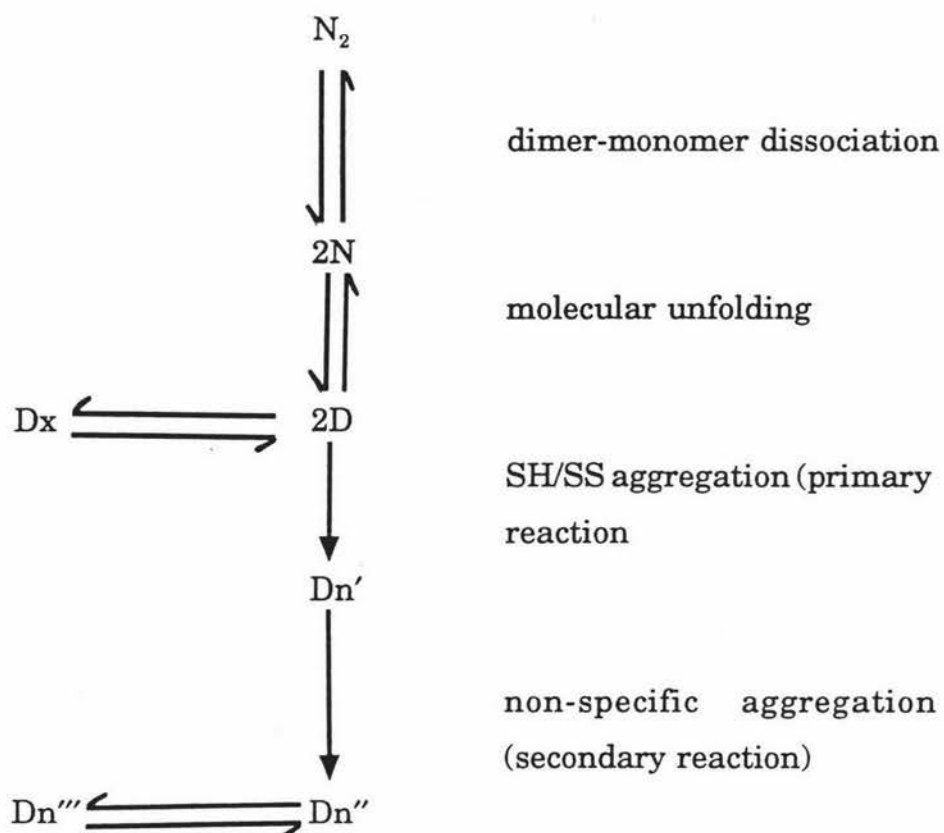 N₂
dimer-monomer dissociation
2N
molecular unfolding
Dx 2D
SH/SS aggregation (primary
reaction
Dn′
non-specific aggregation
(secondary reaction)
Dn‴ Dn″